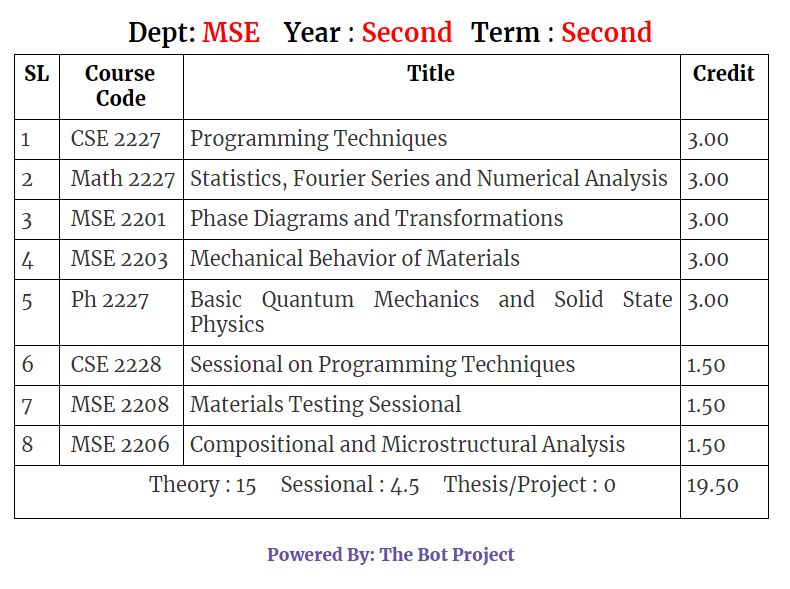 Dept: MSE Year : Second Term : Second
SL Course Code Title Credit
1 CSE 2227 Programming Techniques 3.00
2 Math 2227 Statistics, Fourier Series and Numerical Analysis 3.00
3 MSE 2201 Phase Diagrams and Transformations 3.00
4 MSE 2203 Mechanical Behavior of Materials 3.00
5 Ph 2227 Basic Quantum Mechanics and Solid State 3.00
Physics
6 CSE 2228 Sessional on Programming Techniques 1.50
7 MSE 2208 Materials Testing Sessional 1.50
8 MSE 2206 Compositional and Microstructural Analysis 1.50
Theory : 15 Sessional : 4.5 Thesis/Project : 0 19.50
Powered By: The Bot Project